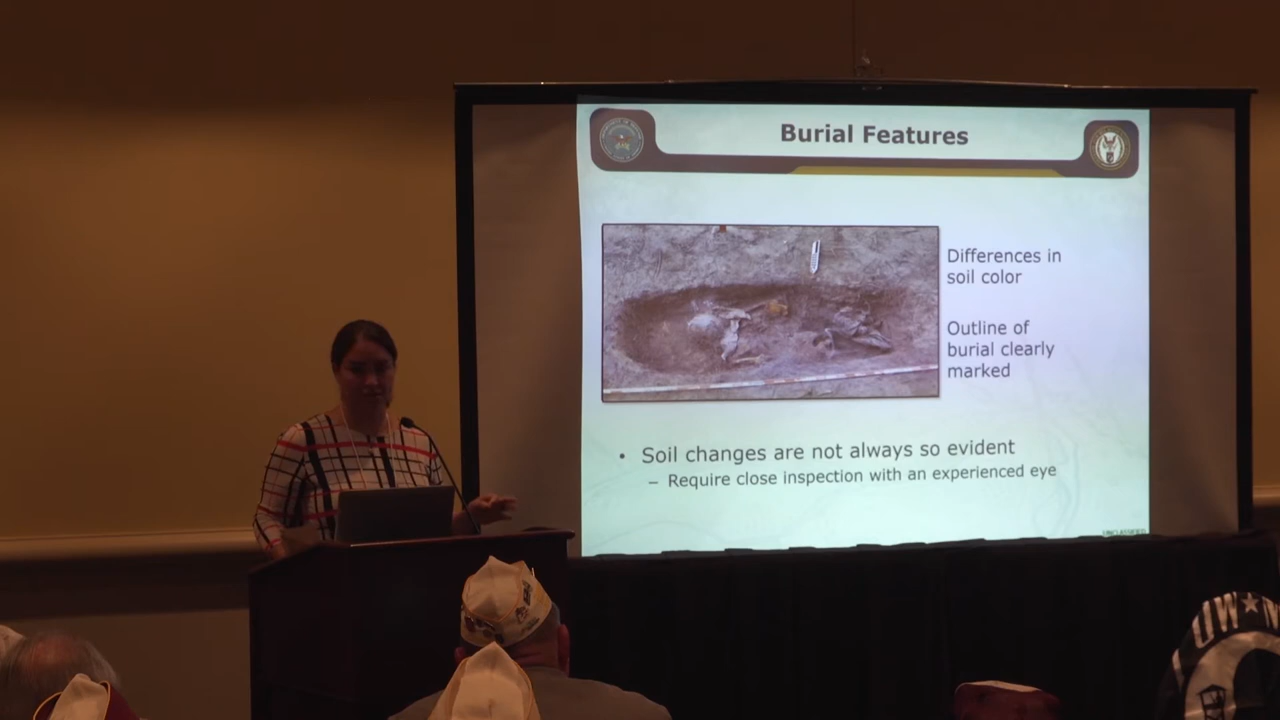 Burial Features
Differences in
soil color
Outline of
burial clearly
marked
• Soil changes are not always so evident
– Require close inspection with an experienced eye
UNCLASSIFIED